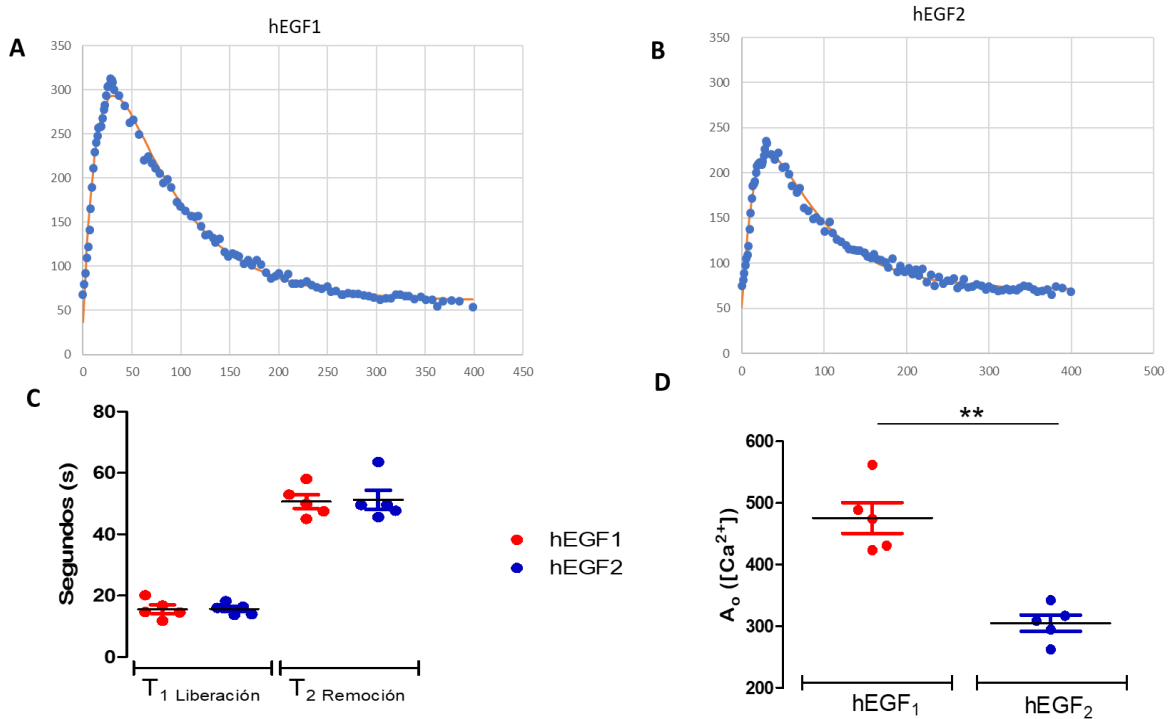 hEGF1
A
350
300
250
200
150
100
50
0
0 50 100 150 200 250 300 350 400 450
hEGF2
B
350
300
250
200
150
100
50
0
0 100 200 300 400 500
C
Segundos (s)
80
60
40
20
0
T1 Liberación T2 Remoción
hEGF1
hEGF2
D
**
Ao ([Ca2+])
600
500
400
300
200
hEGF1 hEGF2